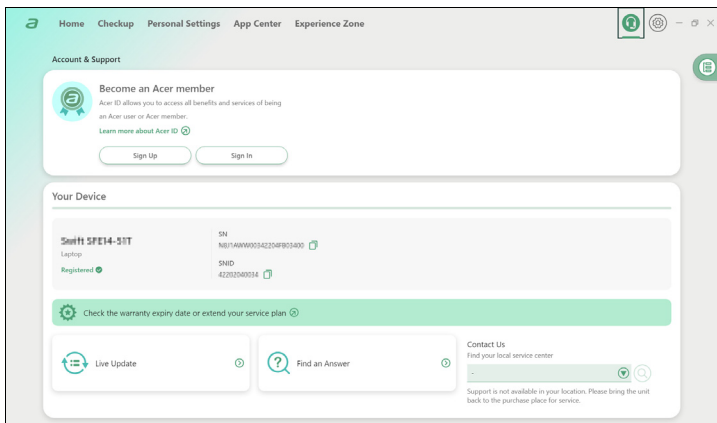 Home Checkup Personal Settings App Center Experience Zone
Account & Support
Become an Acer member
Acer ID allows you to access all benefits and services of being
an Acer user or Acer member.
Learn more about Acer ID
Sign Up Sign In
Your Device
Laptop
Registered
SN
SNID
Check the warranty expiry date or extend your service plan
Live Update
Find an Answer
Contact Us
Find your local service center
-
Support is not available in your location. Please bring the unit
back to the purchase place for service.